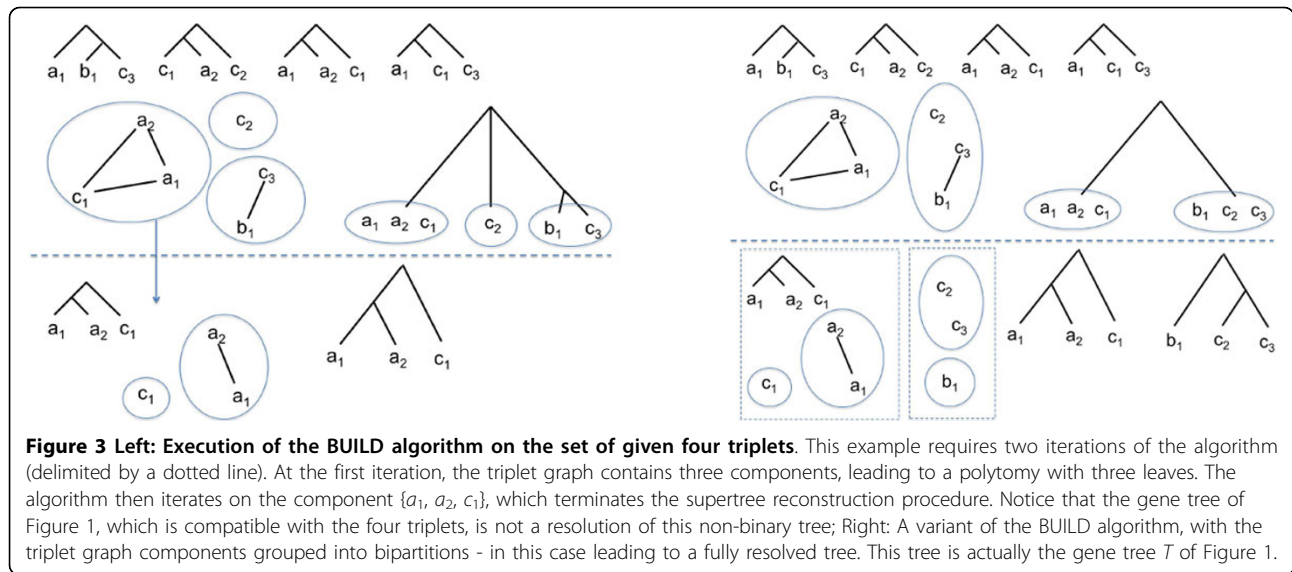 a₁ b₁ c₃ c₁ a₂ c₂ a₁ a₂ c₁ a₁ c₁ c₃
a₂
c₁
a₁
c₂
c₃
b₁
a₁ a₂ c₁ c₂ b₁ c₃
a₁ a₂ c₁
c₁
a₂
a₁
a₁ a₂ c₁
a₁ b₁ c₃ c₁ a₂ c₂ a₁ a₂ c₁ a₁ c₁ c₃
a₂
c₁
a₁
c₂
c₃
b₁
a₁ a₂ c₁ b₁ c₂ c₃
a₁ a₂ c₁
c₁
a₂
a₁
c₂
c₃
b₁
a₁ a₂ c₁ b₁ c₂ c₃
Figure 3 Left: Execution of the BUILD algorithm on the set of given four triplets. This example requires two iterations of the algorithm
(delimited by a dotted line). At the first iteration, the triplet graph contains three components, leading to a polytomy with three leaves. The
algorithm then iterates on the component {a₁, a₂, c₁}, which terminates the supertree reconstruction procedure. Notice that the gene tree of
Figure 1, which is compatible with the four triplets, is not a resolution of this non-binary tree; Right: A variant of the BUILD algorithm, with the
triplet graph components grouped into bipartitions - in this case leading to a fully resolved tree. This tree is actually the gene tree T of Figure 1.